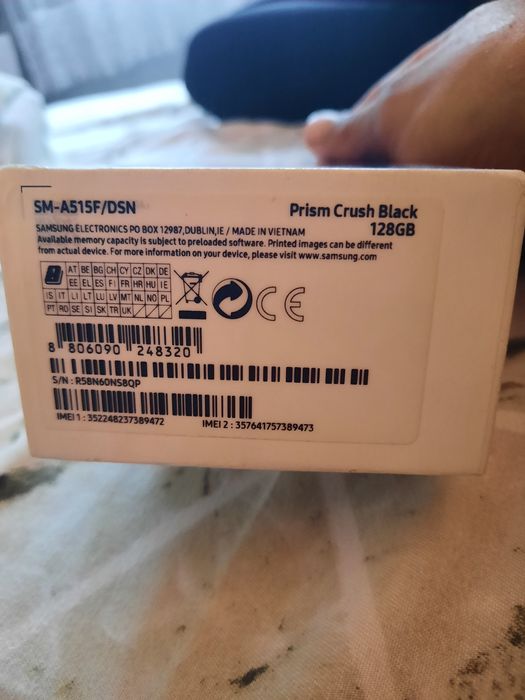 SM-A515F/DSN
Prism Crush Black
128GB
SAMSUNG ELECTRONICS PO BOX 12987,DUBLIN,IE / MADE IN VIETNAM
Available memory capacity is subject to preloaded software. Printed images can be different
from actual device. For more information on your device, please visit www.samsung.com
AT BE BG CH CY CZ DK DE
EE EL ES FI FR HR HU IE
IS IT LI LT LU LV MT NL NO PL
PT RO SE SI SK TR UK
CE
8 806090 248320
S/N : R58N60NS8QP
IMEI 1 : 352248237389472
IMEI 2 : 357641757389473